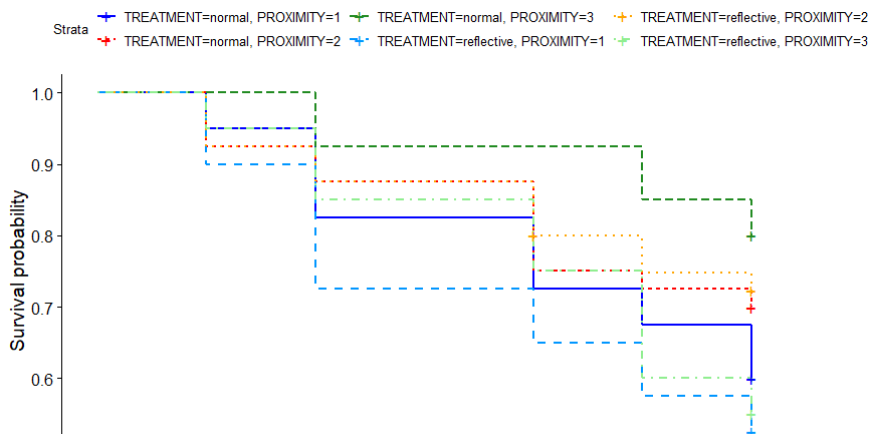 Strata
TREATMENT=normal, PROXIMITY=1 TREATMENT=normal, PROXIMITY=3 TREATMENT=reflective, PROXIMITY=2
TREATMENT=normal, PROXIMITY=2 TREATMENT=reflective, PROXIMITY=1 TREATMENT=reflective, PROXIMITY=3
Survival probability
1.0
0.9
0.8
0.7
0.6